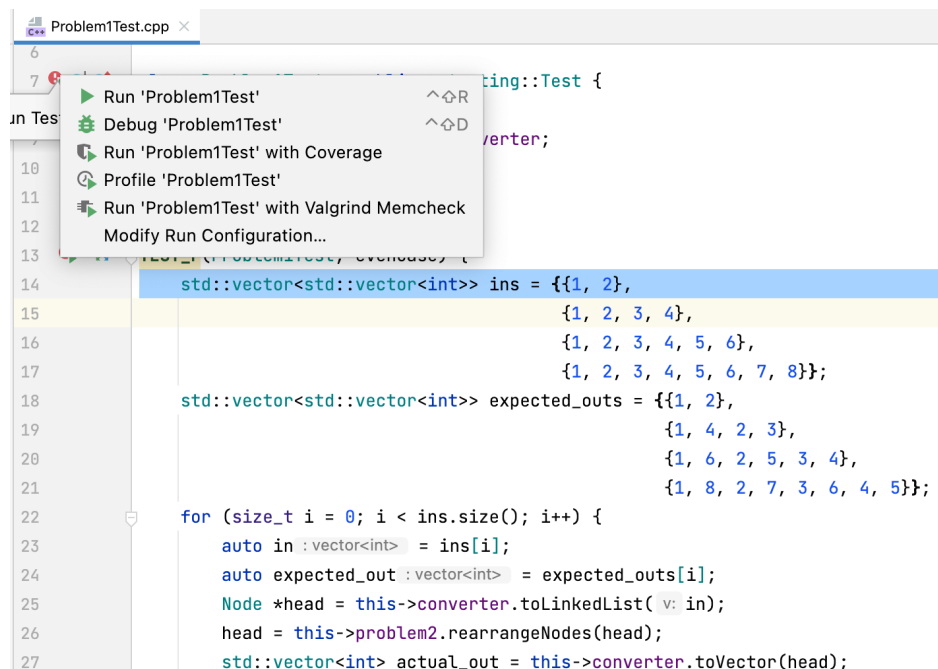 Problem1Test.cpp
6
7 ting::Test {
Run 'Problem1Test' ^⇧R
un Tes
Debug 'Problem1Test' ^⇧D
verter;
Run 'Problem1Test' with Coverage
10
Profile 'Problem1Test'
11
Run 'Problem1Test' with Valgrind Memcheck
12
Modify Run Configuration...
13 TEST_F(Problem1Test, evenCase) {
14 std::vector<std::vector<int>> ins = {{1, 2},
15 {1, 2, 3, 4},
16 {1, 2, 3, 4, 5, 6},
17 {1, 2, 3, 4, 5, 6, 7, 8}};
18 std::vector<std::vector<int>> expected_outs = {{1, 2},
19 {1, 4, 2, 3},
20 {1, 6, 2, 5, 3, 4},
21 {1, 8, 2, 7, 3, 6, 4, 5}};
22 for (size_t i = 0; i < ins.size(); i++) {
23 auto in : vector<int> = ins[i];
24 auto expected_out : vector<int> = expected_outs[i];
25 Node *head = this->converter.toLinkedList( v: in);
26 head = this->problem2.rearrangeNodes(head);
27 std::vector<int> actual_out = this->converter.toVector(head);